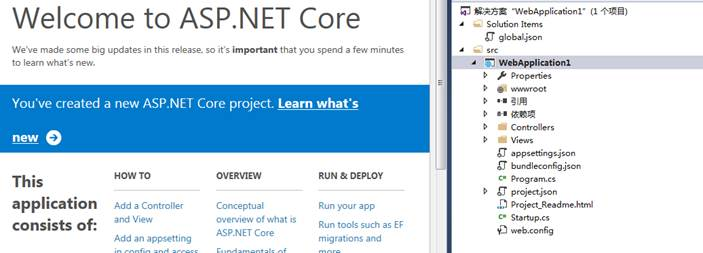 Welcome to ASP.NET Core
We've made some big updates in this release, so it's important that you spend a few minutes
to learn what's new.
You've created a new ASP.NET Core project. Learn what's
new
This
application
consists of:
HOW TO
Add a Controller
and View
Add an appsetting
in config and access
OVERVIEW
Conceptual
overview of what is
ASP.NET Core
Fundamentals of
RUN & DEPLOY
Run your app
Run tools such as EF
migrations and
more
解决方案 "WebApplication1" (1 个项目)
Solution Items
global.json
src
WebApplication1
Properties
wwwroot
引用
依赖项
Controllers
Views
appsettings.json
bundleconfig.json
C# Program.cs
project.json
Project_Readme.html
C# Startup.cs
web.config